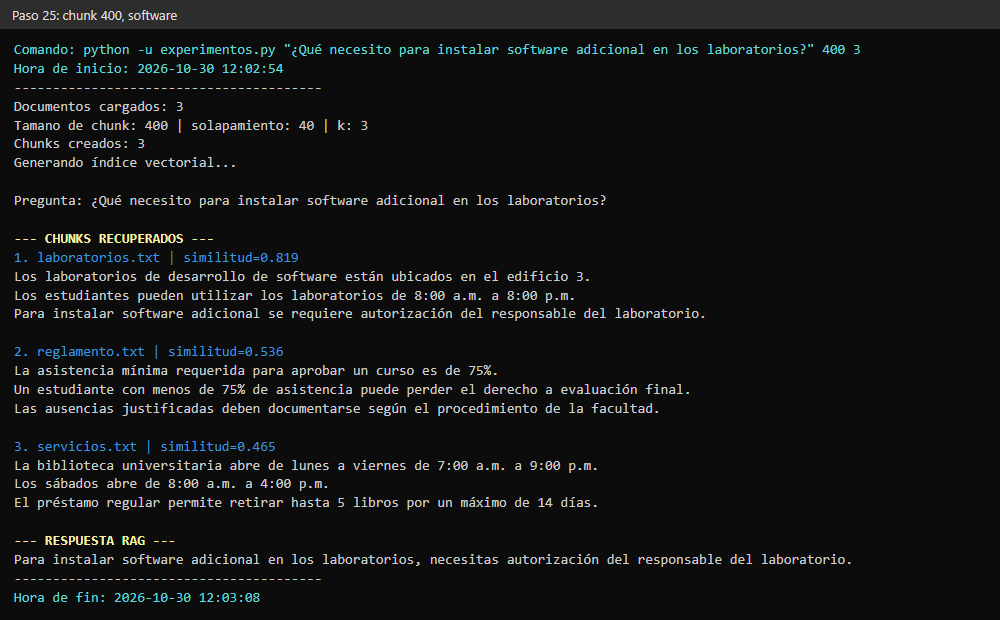 Paso 25: chunk 400, software
Comando: python -u experimentos.py "¿Qué necesito para instalar software adicional en los laboratorios?" 400 3
Hora de inicio: 2026-10-30 12:02:54
----------------------------------------
Documentos cargados: 3
Tamano de chunk: 400 | solapamiento: 40 | k: 3
Chunks creados: 3
Generando índice vectorial...
Pregunta: ¿Qué necesito para instalar software adicional en los laboratorios?
--- CHUNKS RECUPERADOS ---
1. laboratorios.txt | similitud=0.819
Los laboratorios de desarrollo de software están ubicados en el edificio 3.
Los estudiantes pueden utilizar los laboratorios de 8:00 a.m. a 8:00 p.m.
Para instalar software adicional se requiere autorización del responsable del laboratorio.
2. reglamento.txt | similitud=0.536
La asistencia mínima requerida para aprobar un curso es de 75%.
Un estudiante con menos de 75% de asistencia puede perder el derecho a evaluación final.
Las ausencias justificadas deben documentarse según el procedimiento de la facultad.
3. servicios.txt | similitud=0.465
La biblioteca universitaria abre de lunes a viernes de 7:00 a.m. a 9:00 p.m.
Los sábados abre de 8:00 a.m. a 4:00 p.m.
El préstamo regular permite retirar hasta 5 libros por un máximo de 14 días.
--- RESPUESTA RAG ---
Para instalar software adicional en los laboratorios, necesitas autorización del responsable del laboratorio.
----------------------------------------
Hora de fin: 2026-10-30 12:03:08